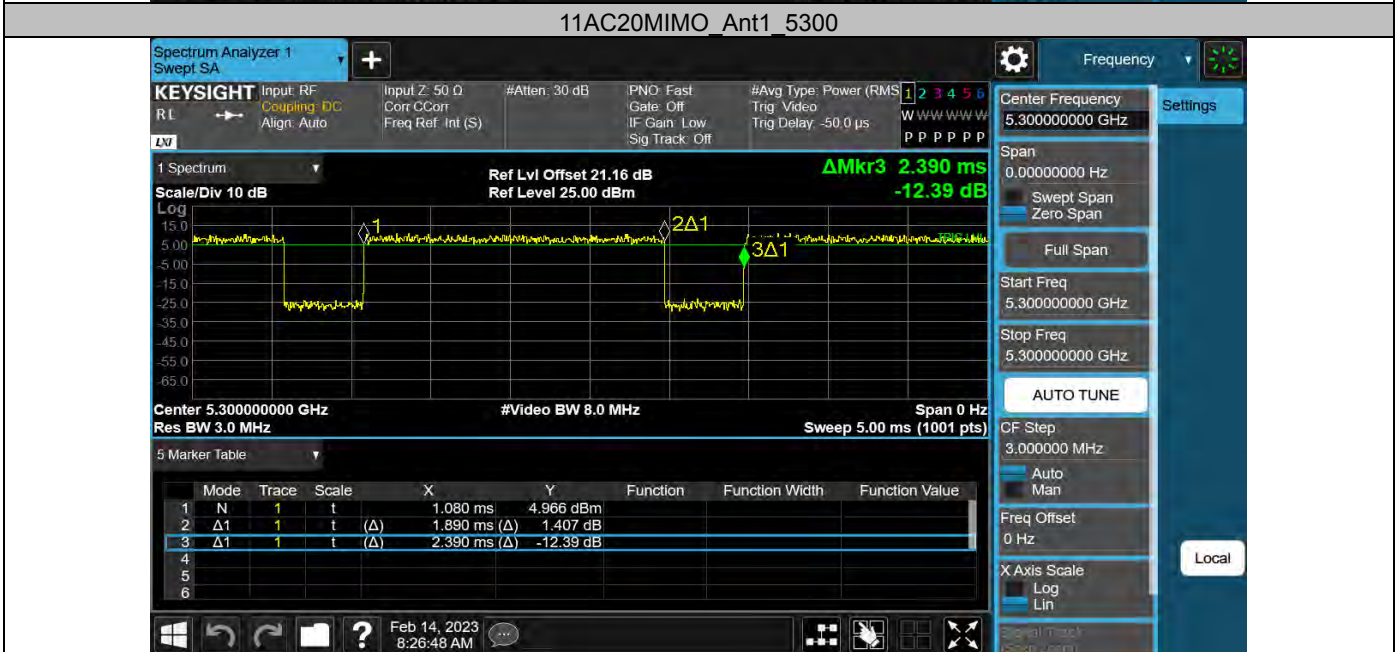 11AC20MIMO_Ant1_5300
Spectrum Analyzer 1
Swept SA
Frequency
KEYSIGHT Input: RF Input Z: 50 Ω #Atten: 30 dB PNO: Fast #Avg Type: Power (RMS 1 2 3 4 5 6
RL Coupling: DC Corr CCorr Gate: Off Trig: Video W W W W W W
Align: Auto Freq Ref: Int (S) IF Gain: Low Trig Delay: -50.0 µs
LXI Sig Track: Off P P P P P P
Center Frequency
5.300000000 GHz
Settings
1 Spectrum
Ref Lvl Offset 21.16 dB
ΔMkr3 2.390 ms
Scale/Div 10 dB
Ref Level 25.00 dBm
-12.39 dB
Log
15.0
5.00
-5.00
-15.0
-25.0
-35.0
-45.0
-55.0
-65.0
1
2Δ1
3Δ1
Center 5.300000000 GHz #Video BW 8.0 MHz Span 0 Hz
Res BW 3.0 MHz Sweep 5.00 ms (1001 pts)
Span
0.00000000 Hz
Swept Span
Zero Span
Full Span
Start Freq
5.300000000 GHz
Stop Freq
5.300000000 GHz
AUTO TUNE
CF Step
3.000000 MHz
Auto
Man
Freq Offset
0 Hz
X Axis Scale
Log
Lin
Local
5 Marker Table
Mode Trace Scale X Y Function Function Width Function Value
1 N 1 t 1.080 ms 4.966 dBm
2 Δ1 1 t (Δ) 1.890 ms (Δ) 1.407 dB
3 Δ1 1 t (Δ) 2.390 ms (Δ) -12.39 dB
4
5
6
Feb 14, 2023
8:26:48 AM